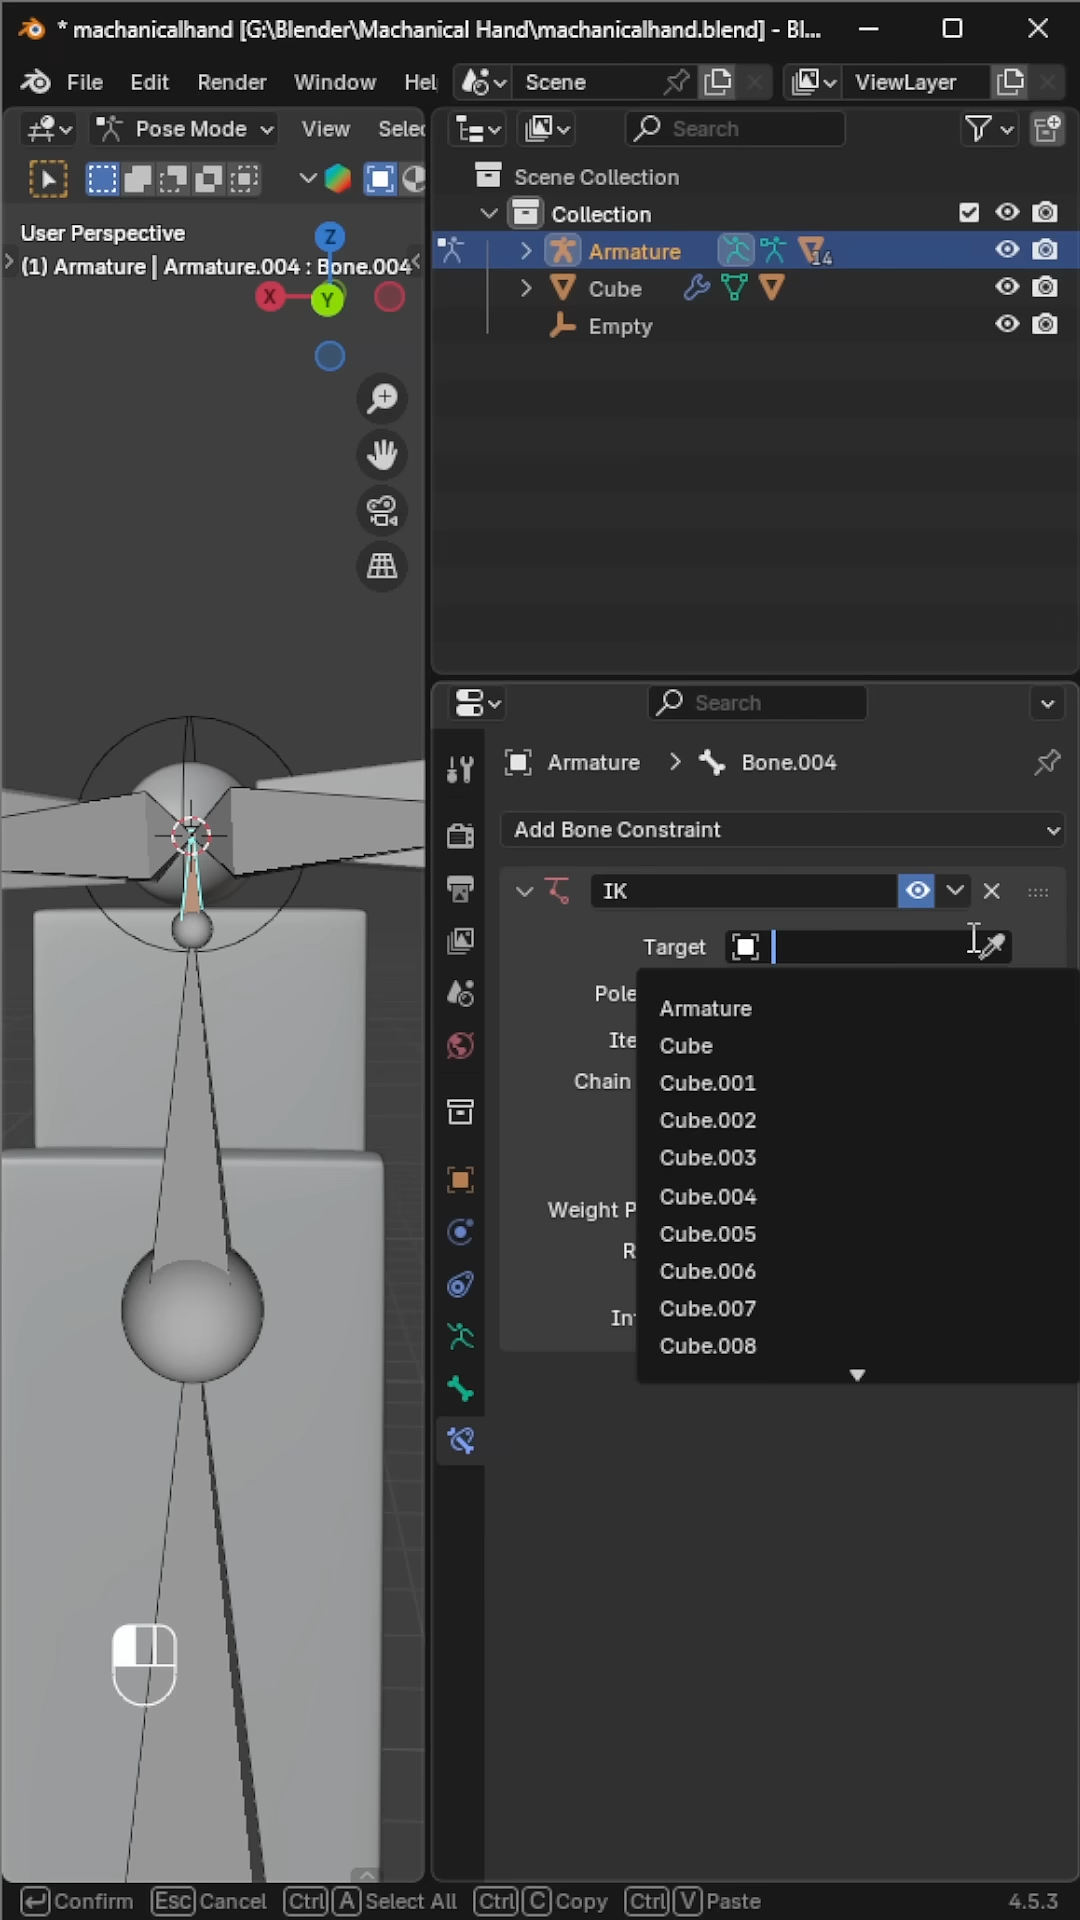 * machanicalhand [G:\Blender\Machanical Hand\machanicalhand.blend] - Bl...
File Edit Render Window Hel Scene ViewLayer
Pose Mode View Selec
Search
User Perspective
(1) Armature | Armature.004 : Bone.004
Z
X
Y
Scene Collection
Collection
Armature 14
Cube
Empty
Search
Armature > Bone.004
Add Bone Constraint
IK
Target
Pole
Ite
Chain
Weight P
R
Int
Armature
Cube
Cube.001
Cube.002
Cube.003
Cube.004
Cube.005
Cube.006
Cube.007
Cube.008
Confirm Esc Cancel Ctrl A Select All Ctrl C Copy Ctrl V Paste 4.5.3